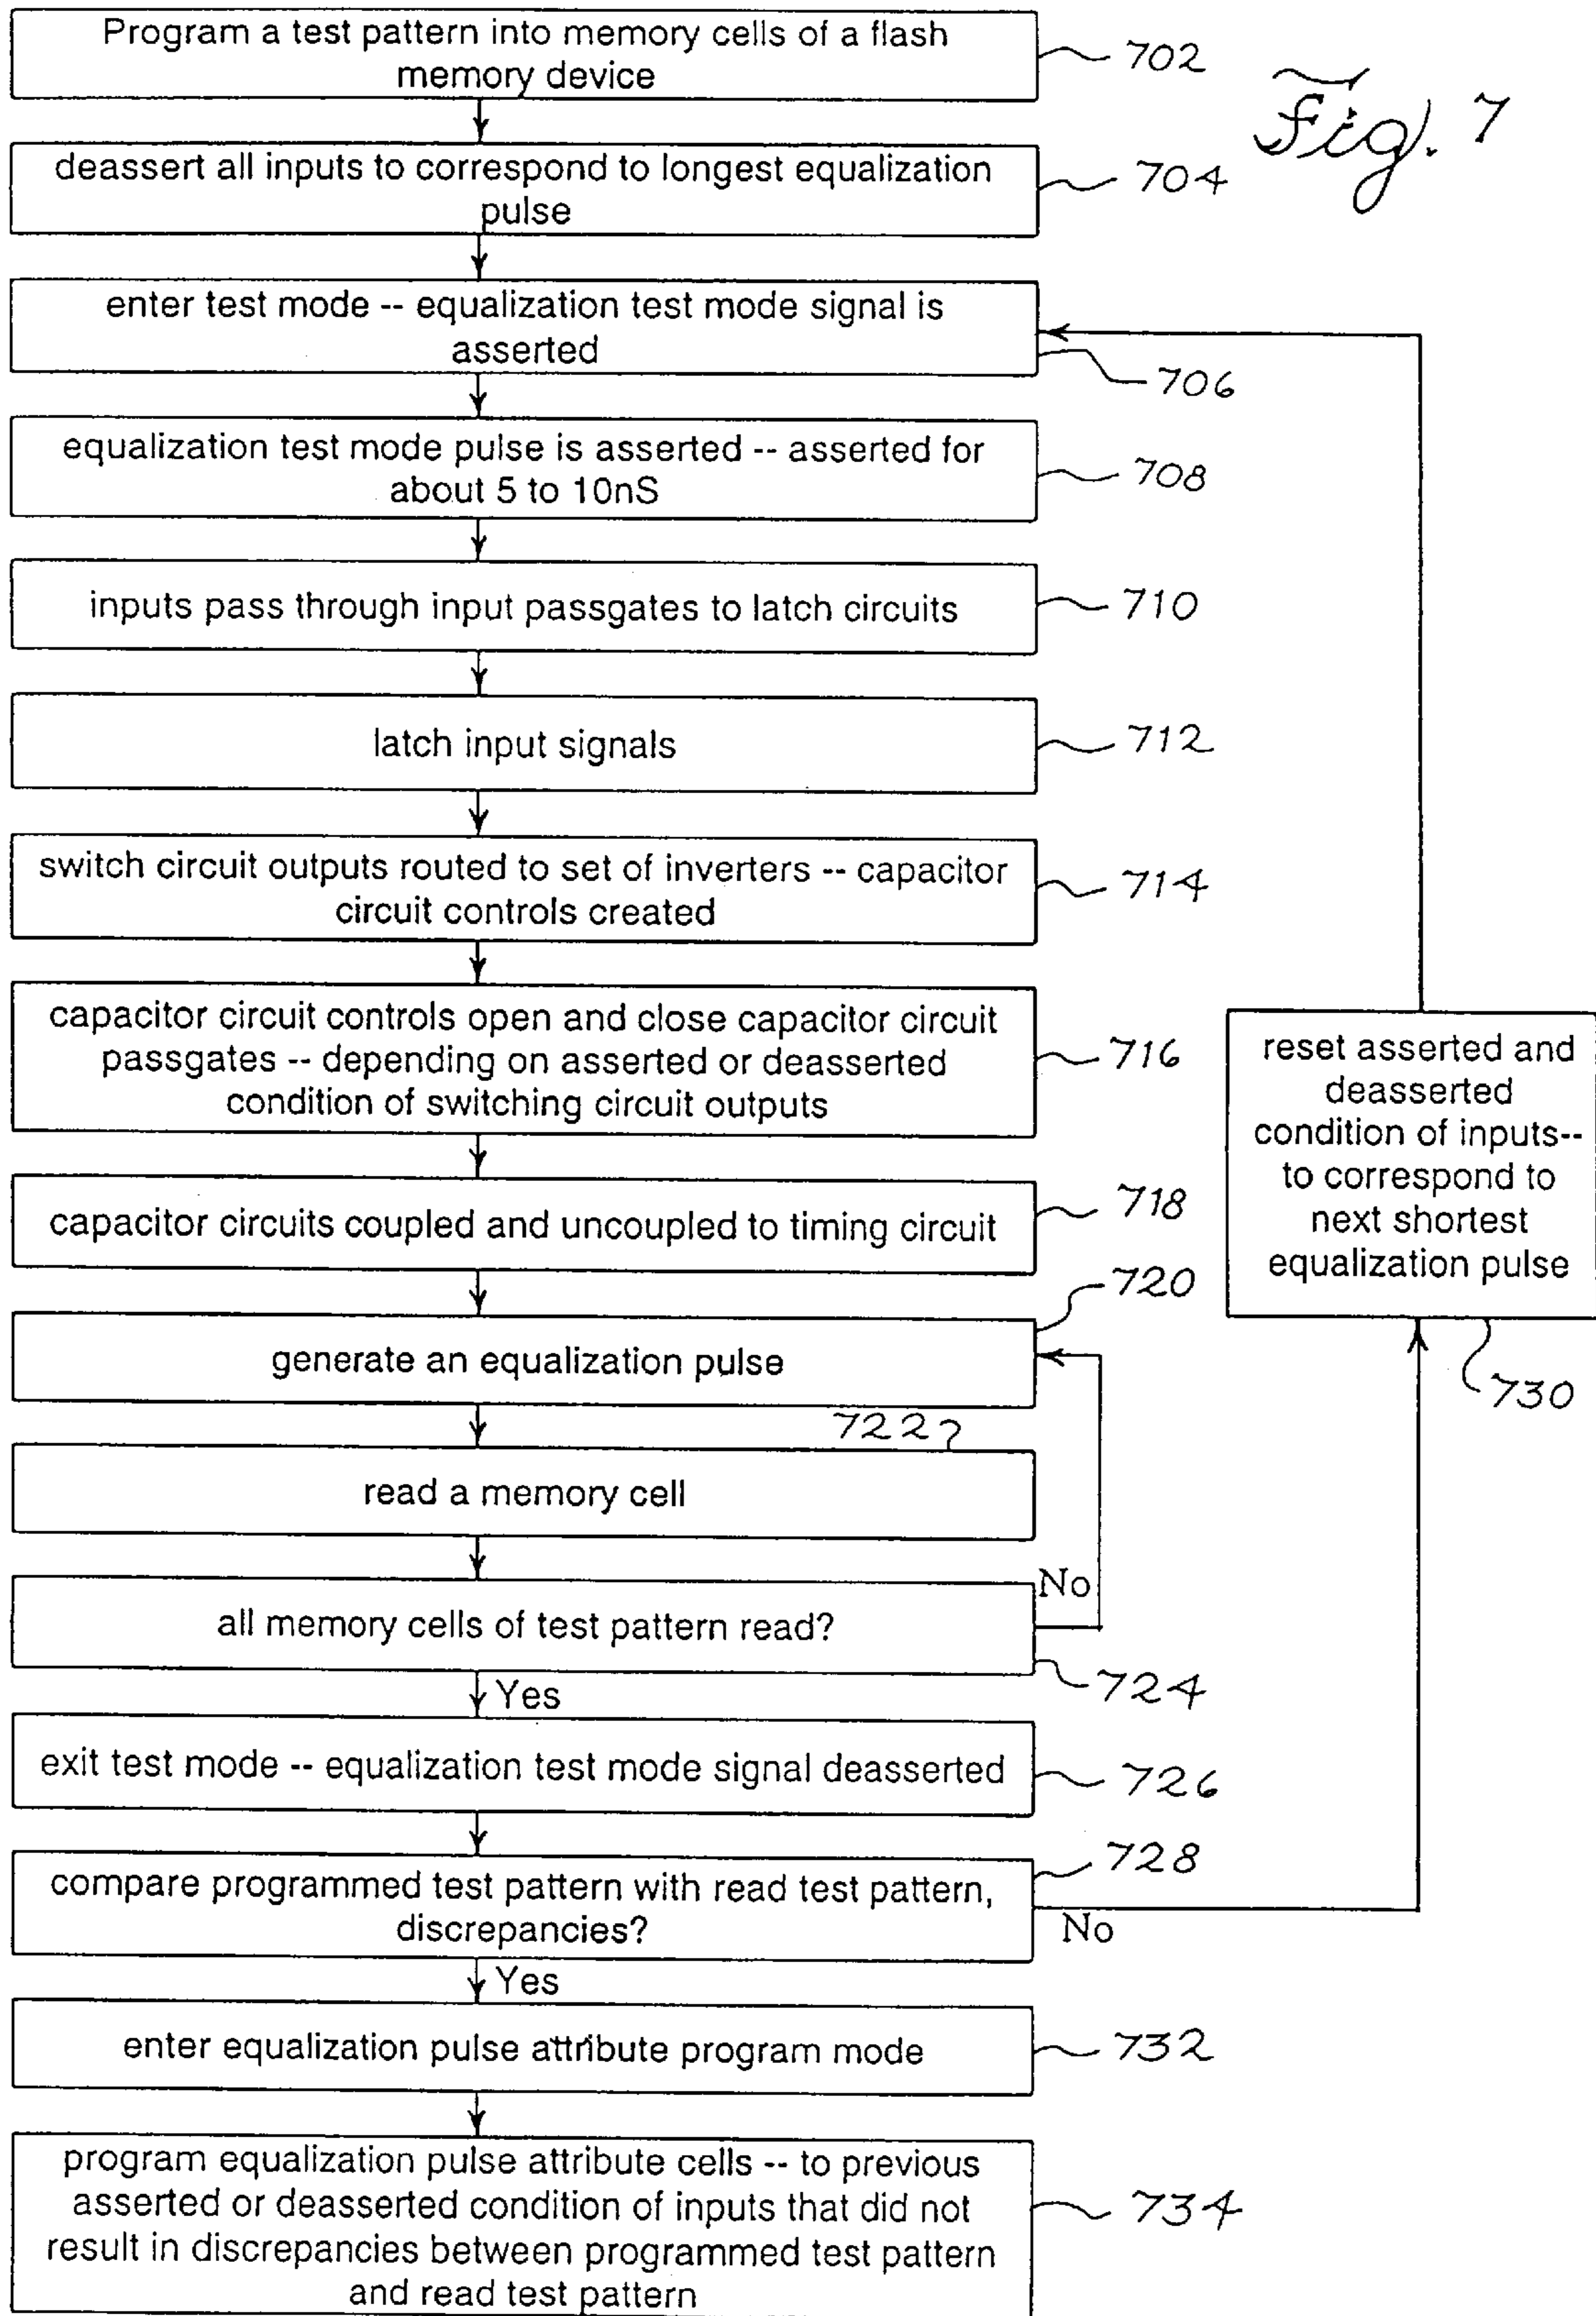 Program a test pattern into memory cells of a flash
memory device
702
Fig. 7
deassert all inputs to correspond to longest equalization
pulse
704
enter test mode -- equalization test mode signal is
asserted
706
equalization test mode pulse is asserted -- asserted for
about 5 to 10nS
708
inputs pass through input passgates to latch circuits
710
latch input signals
712
switch circuit outputs routed to set of inverters -- capacitor
circuit controls created
714
capacitor circuit controls open and close capacitor circuit
passgates -- depending on asserted or deasserted
condition of switching circuit outputs
716
capacitor circuits coupled and uncoupled to timing circuit
718
generate an equalization pulse
720
read a memory cell
722
all memory cells of test pattern read?
No
724
Yes
exit test mode -- equalization test mode signal deasserted
726
compare programmed test pattern with read test pattern,
discrepancies?
728
No
reset asserted and
deasserted
condition of inputs--
to correspond to
next shortest
equalization pulse
730
Yes
enter equalization pulse attribute program mode
732
program equalization pulse attribute cells -- to previous
asserted or deasserted condition of inputs that did not
result in discrepancies between programmed test pattern
and read test pattern
734